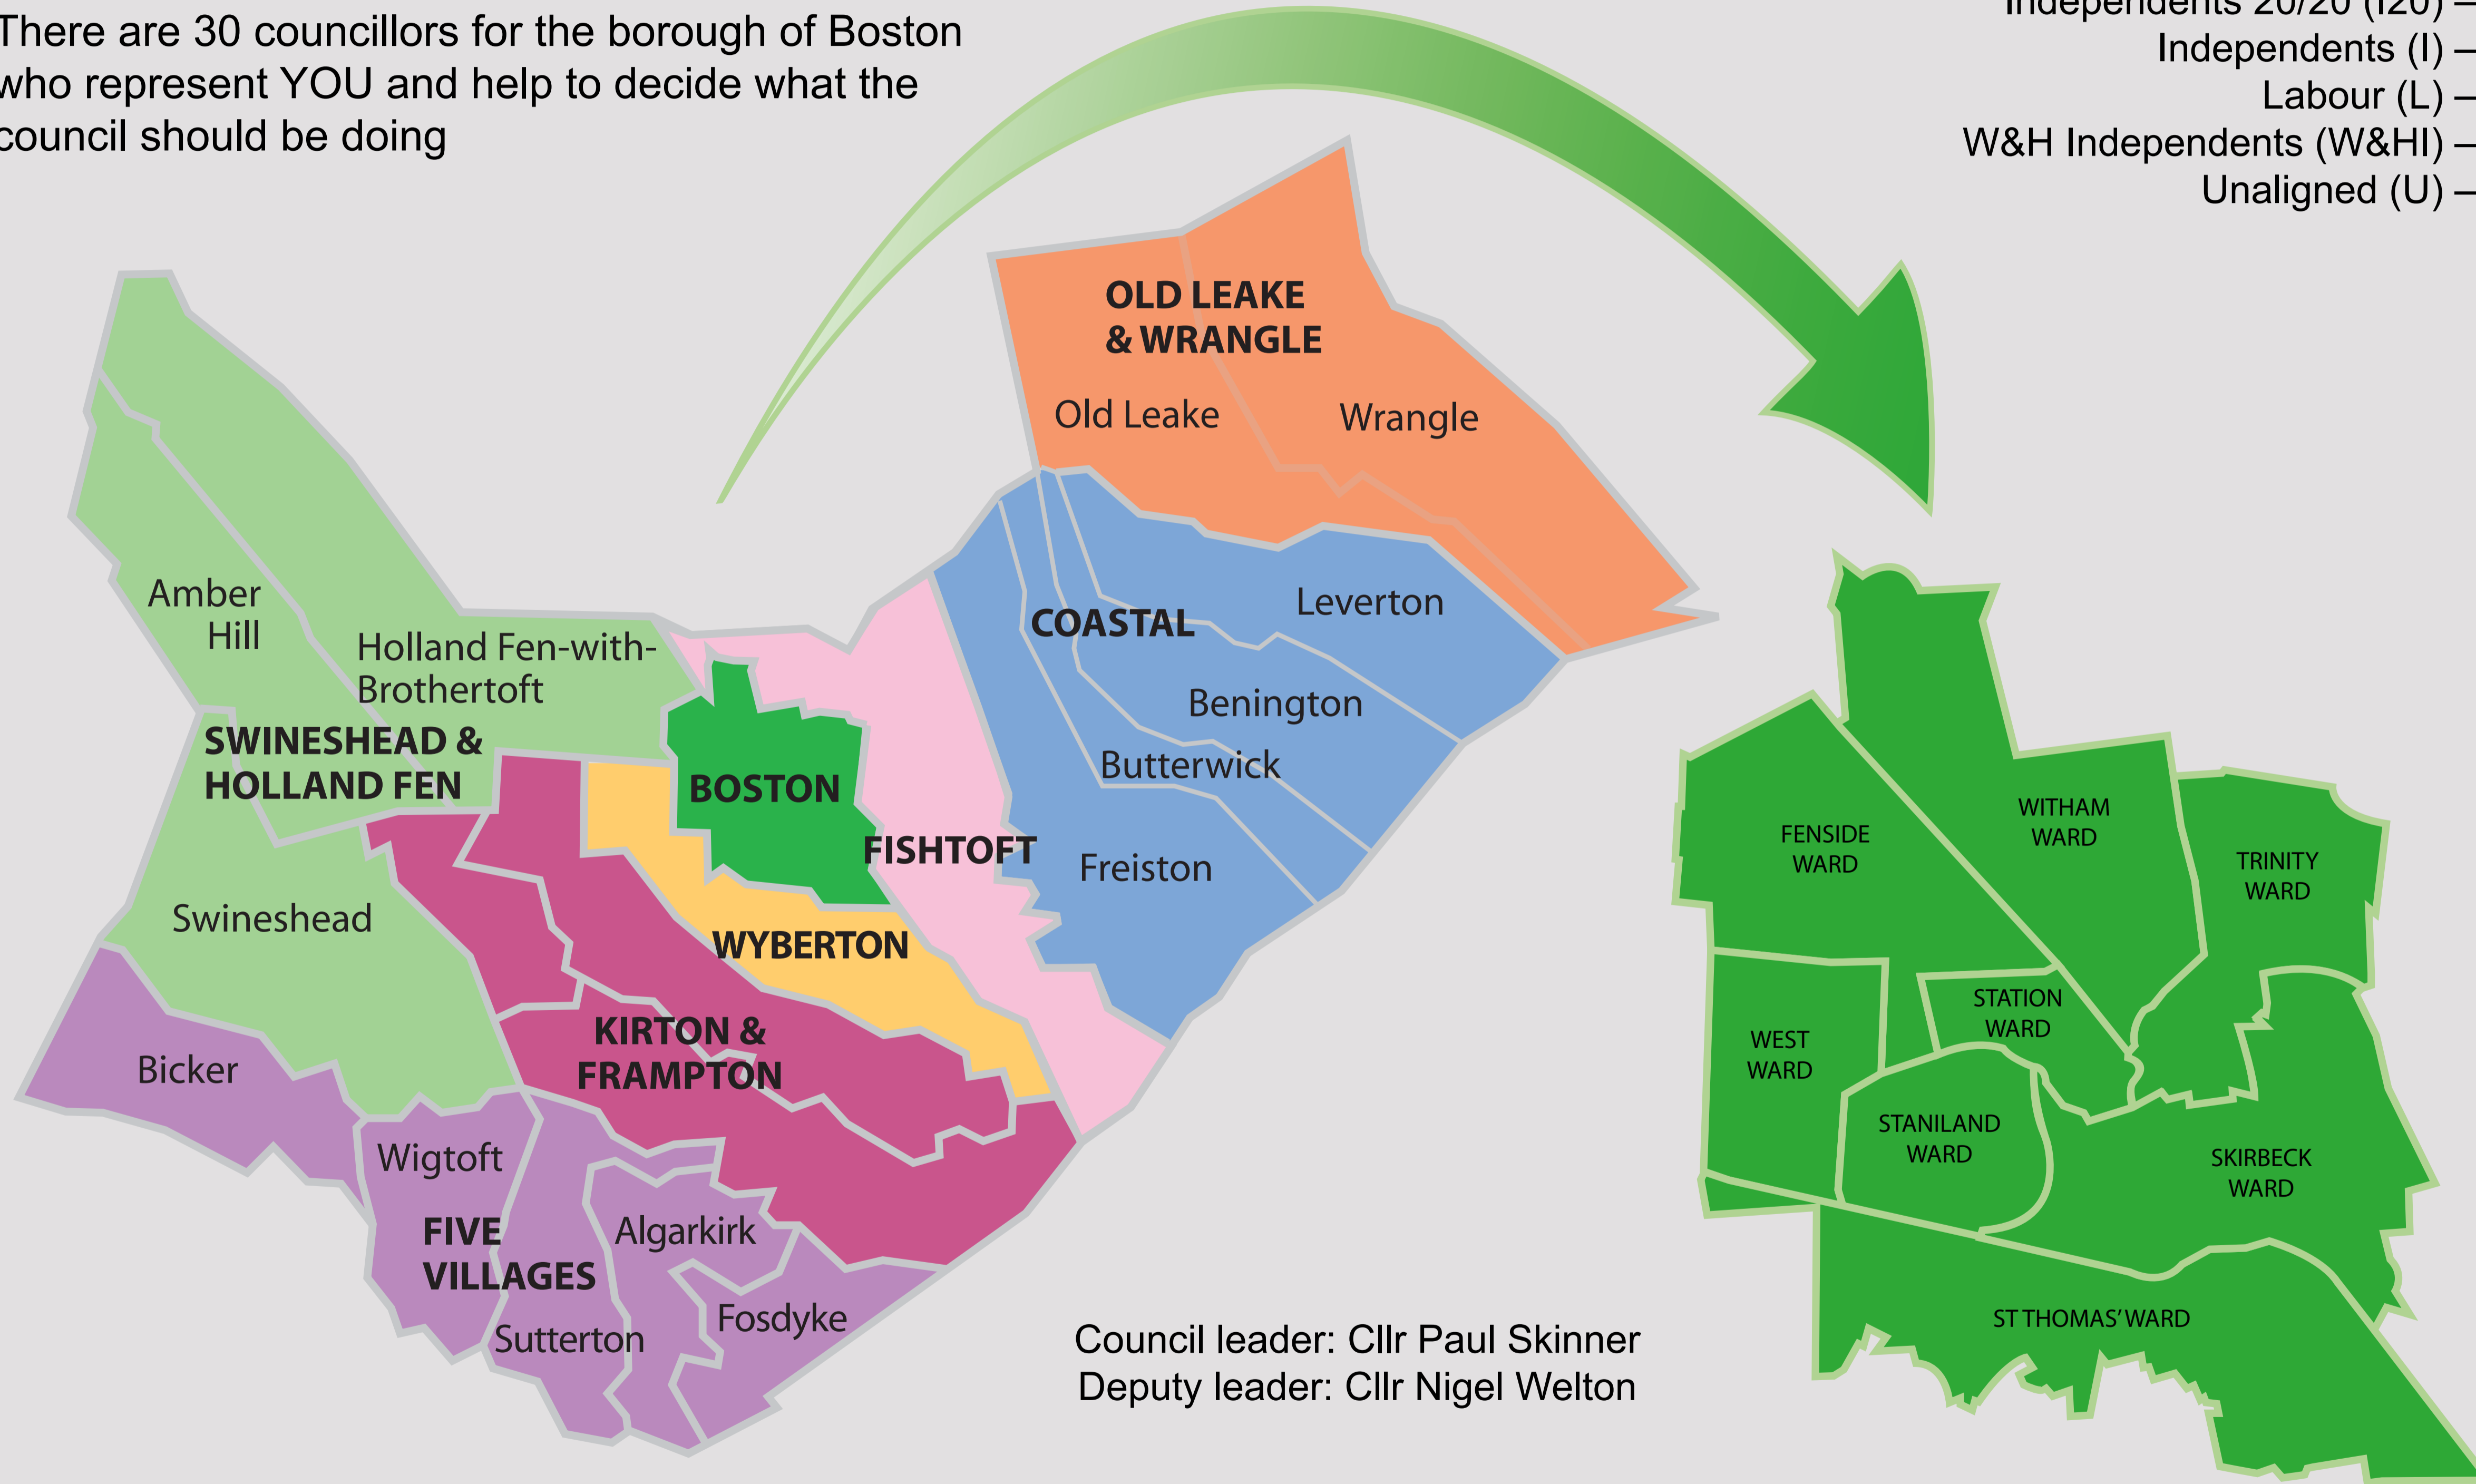 There are 30 councillors for the borough of Boston
who represent YOU and help to decide what the
council should be doing
Independents 20/20 (I20) –
Independents (I) –
Labour (L) –
W&H Independents (W&HI) –
Unaligned (U) –
OLD LEAKE
& WRANGLE
Old Leake
Wrangle
Amber
Hill
Holland Fen-with-
Brothertoft
SWINESHEAD &
HOLLAND FEN
Swineshead
COASTAL
Leverton
Benington
Butterwick
Freiston
BOSTON
FISHTOFT
WYBERTON
KIRTON &
FRAMPTON
Bicker
Wigtoft
FIVE
VILLAGES
Algarkirk
Sutterton
Fosdyke
FENSIDE
WARD
WITHAM
WARD
TRINITY
WARD
STATION
WARD
WEST
WARD
STANILAND
WARD
SKIRBECK
WARD
ST THOMAS’ WARD
Council leader: Cllr Paul Skinner
Deputy leader: Cllr Nigel Welton